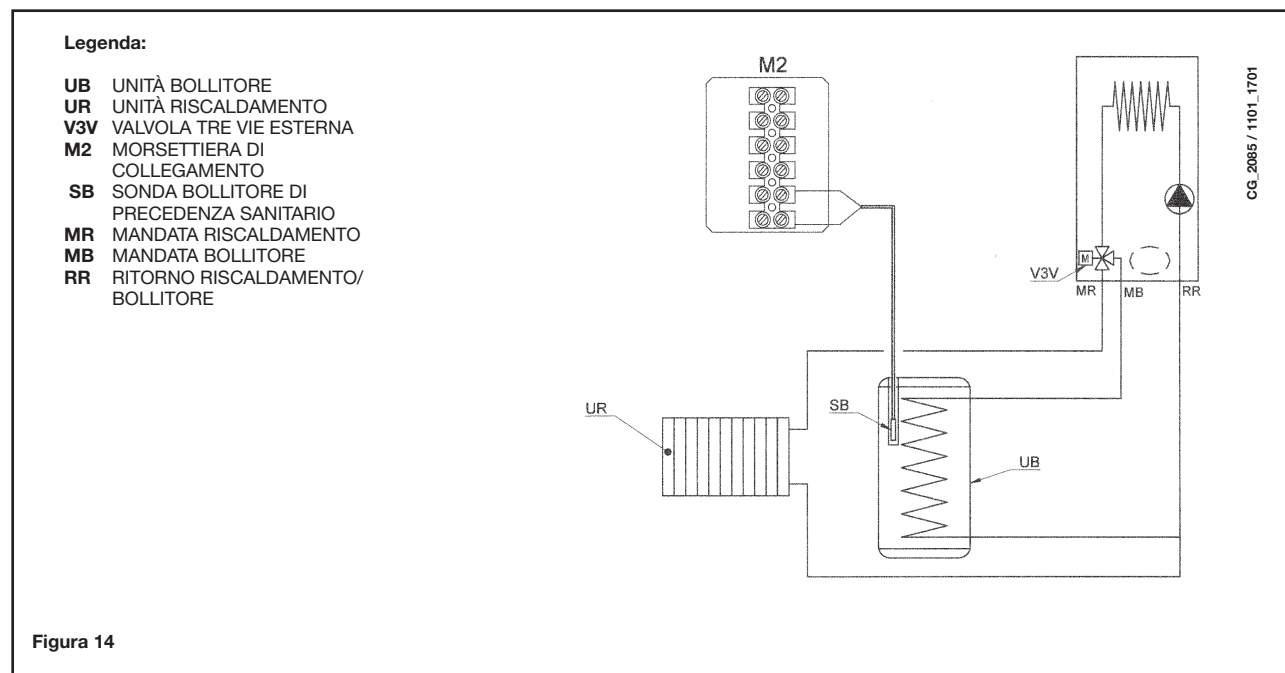 Legenda:
UB UNITÀ BOLLITORE
UR UNITÀ RISCALDAMENTO
V3V VALVOLA TRE VIE ESTERNA
M2 MORSETTIERA DI
COLLEGAMENTO
SB SONDA BOLLITORE DI
PRECEDENZA SANITARIO
MR MANDATA RISCALDAMENTO
MB MANDATA BOLLITORE
RR RITORNO RISCALDAMENTO/
BOLLITORE
M2
CG_2085 / 1101_1701
M
V3V
MR
MB
RR
UR
SB
UB
Figura 14